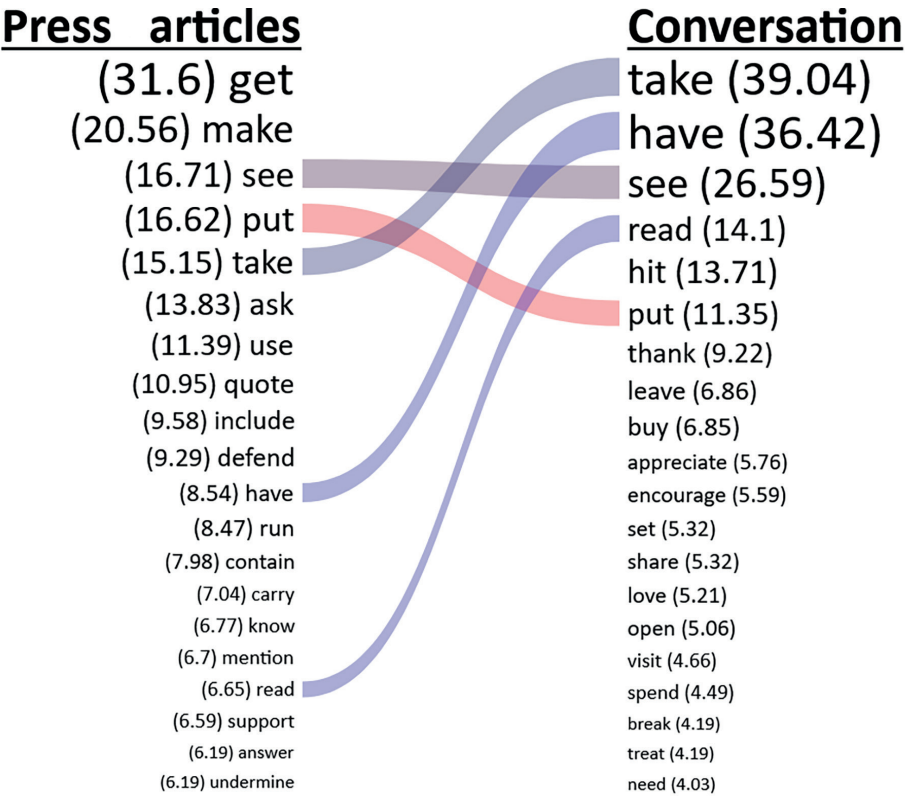 Press articles
(31.6) get
(20.56) make
(16.71) see
(16.62) put
(15.15) take
(13.83) ask
(11.39) use
(10.95) quote
(9.58) include
(9.29) defend
(8.54) have
(8.47) run
(7.98) contain
(7.04) carry
(6.77) know
(6.7) mention
(6.65) read
(6.59) support
(6.19) answer
(6.19) undermine
Conversation
take (39.04)
have (36.42)
see (26.59)
read (14.1)
hit (13.71)
put (11.35)
thank (9.22)
leave (6.86)
buy (6.85)
appreciate (5.76)
encourage (5.59)
set (5.32)
share (5.32)
love (5.21)
open (5.06)
visit (4.66)
spend (4.49)
break (4.19)
treat (4.19)
need (4.03)